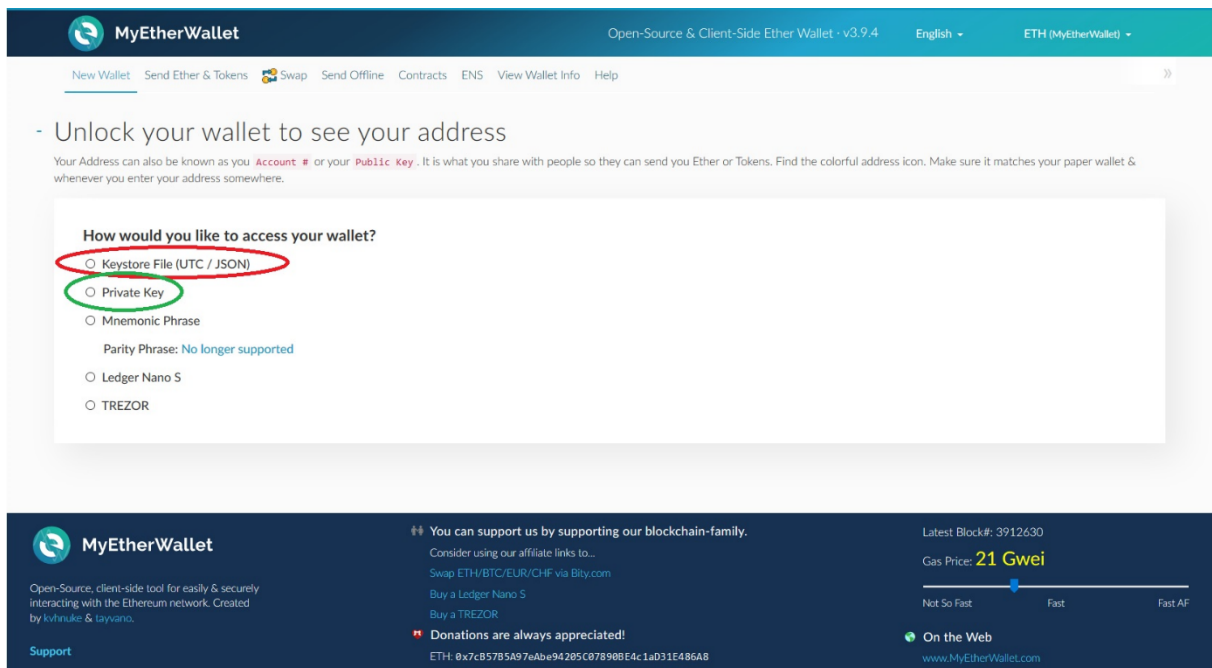 MyEtherWallet
Open-Source & Client-Side Ether Wallet · v3.9.4
English
ETH (MyEtherWallet)
New Wallet Send Ether & Tokens Swap Send Offline Contracts ENS View Wallet Info Help
- Unlock your wallet to see your address
Your Address can also be known as you Account # or your Public Key . It is what you share with people so they can send you Ether or Tokens. Find the colorful address icon. Make sure it matches your paper wallet &
whenever you enter your address somewhere.
How would you like to access your wallet?
Keystore File (UTC / JSON)
Private Key
Mnemonic Phrase
Parity Phrase: No longer supported
Ledger Nano S
TREZOR
MyEtherWallet
Open-Source, client-side tool for easily & securely
interacting with the Ethereum network. Created
by kvhnuke & tayvano.
Support
You can support us by supporting our blockchain-family.
Consider using our affiliate links to...
Swap ETH/BTC/EUR/CHF via Bity.com
Buy a Ledger Nano S
Buy a TREZOR
Donations are always appreciated!
ETH: 0x7cB57B5A97eAbe94205C07890BE4c1aD31E486A8
Latest Block#: 3912630
Gas Price: 21 Gwei
Not So Fast Fast Fast AF
On the Web
www.MyEtherWallet.com